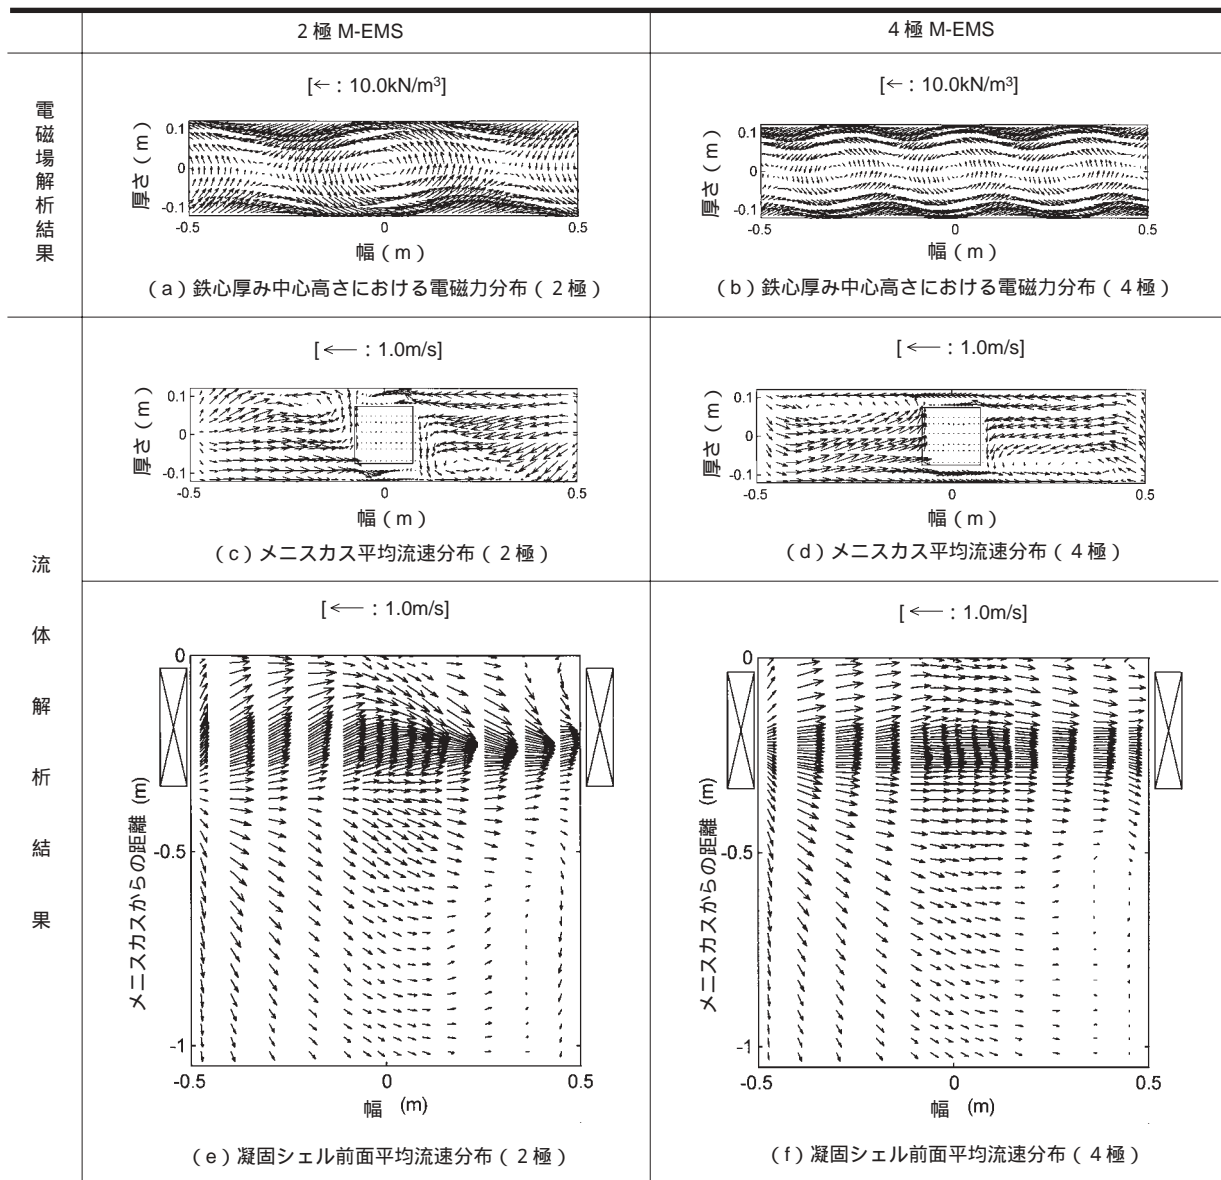 2極 M-EMS
4極 M-EMS
電磁場解析結果
[←：10.0kN/m³]
厚さ（m）
0.1
0
-0.1
-0.5
0
0.5
幅（m）
（a）鉄心厚み中心高さにおける電磁力分布（2極）
[←：10.0kN/m³]
厚さ（m）
0.1
0
-0.1
-0.5
0
0.5
幅（m）
（b）鉄心厚み中心高さにおける電磁力分布（4極）
流体解析結果
[←：1.0m/s]
厚さ（m）
0.1
0
-0.1
-0.5
0
0.5
幅（m）
（c）メニスカス平均流速分布（2極）
[←：1.0m/s]
厚さ（m）
0.1
0
-0.1
-0.5
0
0.5
幅（m）
（d）メニスカス平均流速分布（4極）
[←：1.0m/s]
メニスカスからの距離 (m)
0
-0.5
-1
-0.5
0
0.5
幅 (m)
（e）凝固シェル前面平均流速分布（2極）
[←：1.0m/s]
メニスカスからの距離 (m)
0
-0.5
-1
-0.5
0
0.5
幅 (m)
（f）凝固シェル前面平均流速分布（4極）